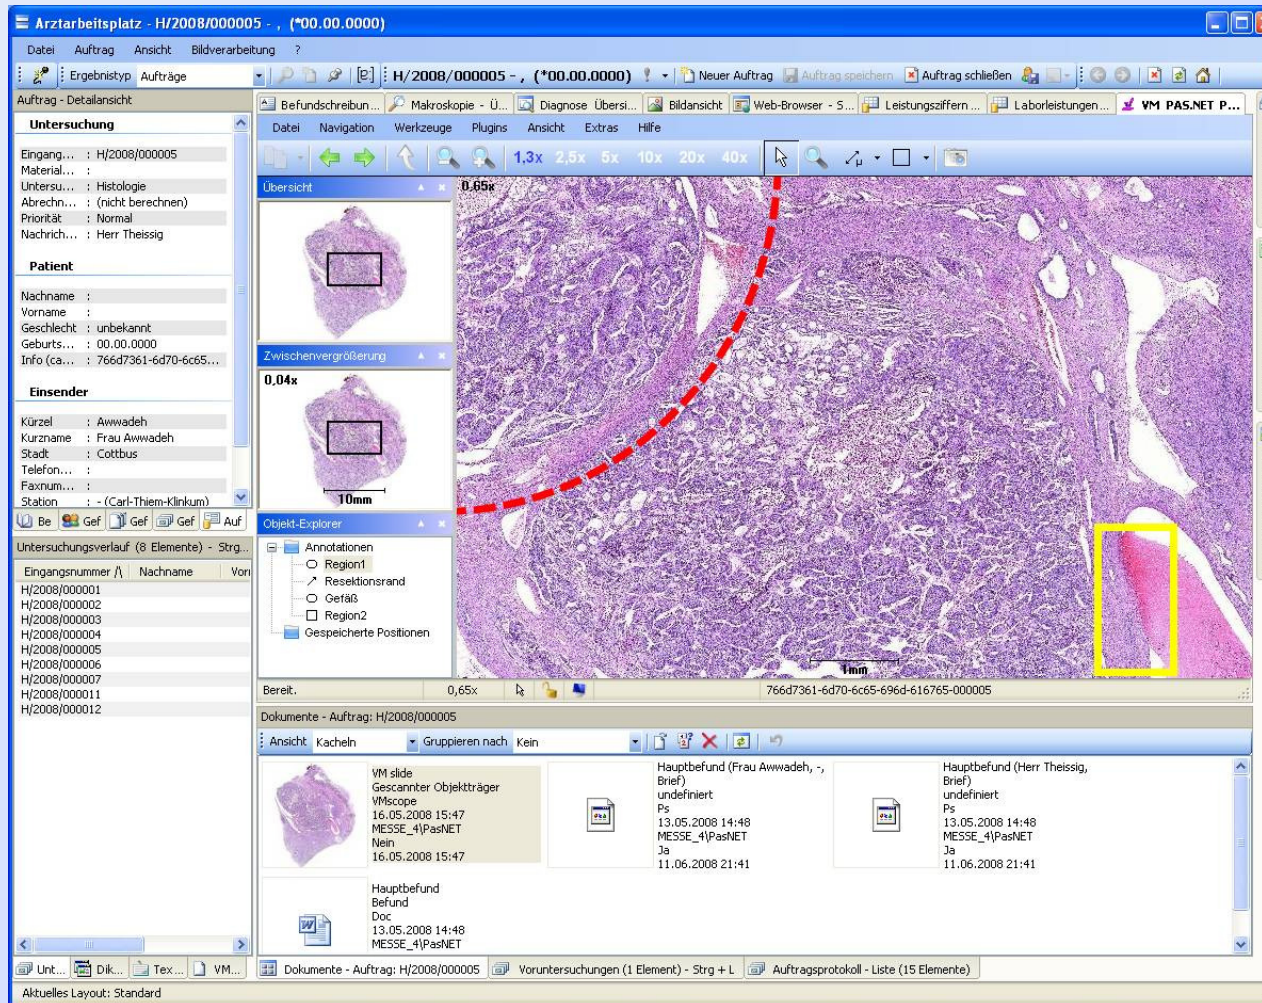 Arztarbeitsplatz - H/2008/000005 - , (*00.00.0000)
Datei Auftrag Ansicht Bildverarbeitung ?
Ergebnistyp Aufträge H/2008/000005 - , (*00.00.0000) Neuer Auftrag Auftrag speichern Auftrag schließen
Auftrag - Detailansicht
Untersuchung
Eingang... : H/2008/000005
Material... :
Untersu... : Histologie
Abrechn... : (nicht berechnen)
Priorität : Normal
Nachrich... : Herr Theissig
Patient
Nachname :
Vorname :
Geschlecht : unbekannt
Geburts... : 00.00.0000
Info (ca... : 766d7361-6d70-6c65...
Einsender
Kürzel : Awwadeh
Kurzname : Frau Awwadeh
Stadt : Cottbus
Telefon... :
Faxnum... :
Station : - (Carl-Thiem-Klinkum)
Be Gef Gef Gef Auf
Untersuchungsverlauf (8 Elemente) - Strg...
Eingangsnummer /\ Nachname Vor
H/2008/000001
H/2008/000002
H/2008/000003
H/2008/000004
H/2008/000005
H/2008/000006
H/2008/000007
H/2008/000011
H/2008/000012
Unt... Dik... Tex... VM...
Befundschreibun... Makroskopie - Ü... Diagnose Übersi... Bildansicht Web-Browser - S... Leistungsziffern ... Laborleistungen ... VM PAS.NET P...
Datei Navigation Werkzeuge Plugins Ansicht Extras Hilfe
1,3x 2,5x 5x 10x 20x 40x
Übersicht
0,65x
Zwischenvergrößerung
0,04x
10mm
Objekt-Explorer
Annotationen
Region1
Resektionsrand
Gefäß
Region2
Gespeicherte Positionen
1mm
Bereit. 0,65x 766d7361-6d70-6c65-696d-616765-000005
Dokumente - Auftrag: H/2008/000005
Ansicht Kacheln Gruppieren nach Kein
VM slide
Gescannter Objektträger
VMscope
16.05.2008 15:47
MESSE_4\PasNET
Nein
16.05.2008 15:47
Hauptbefund (Frau Awwadeh, -,
Brief)
undefiniert
Ps
13.05.2008 14:48
MESSE_4\PasNET
Ja
11.06.2008 21:41
Hauptbefund (Herr Theissig,
Brief)
undefiniert
Ps
13.05.2008 14:48
MESSE_4\PasNET
Ja
11.06.2008 21:41
Hauptbefund
Befund
Doc
13.05.2008 14:48
MESSE_4\PasNET
Dokumente - Auftrag: H/2008/000005 Voruntersuchungen (1 Element) - Strg + L Auftragsprotokoll - Liste (15 Elemente)
Aktuelles Layout: Standard